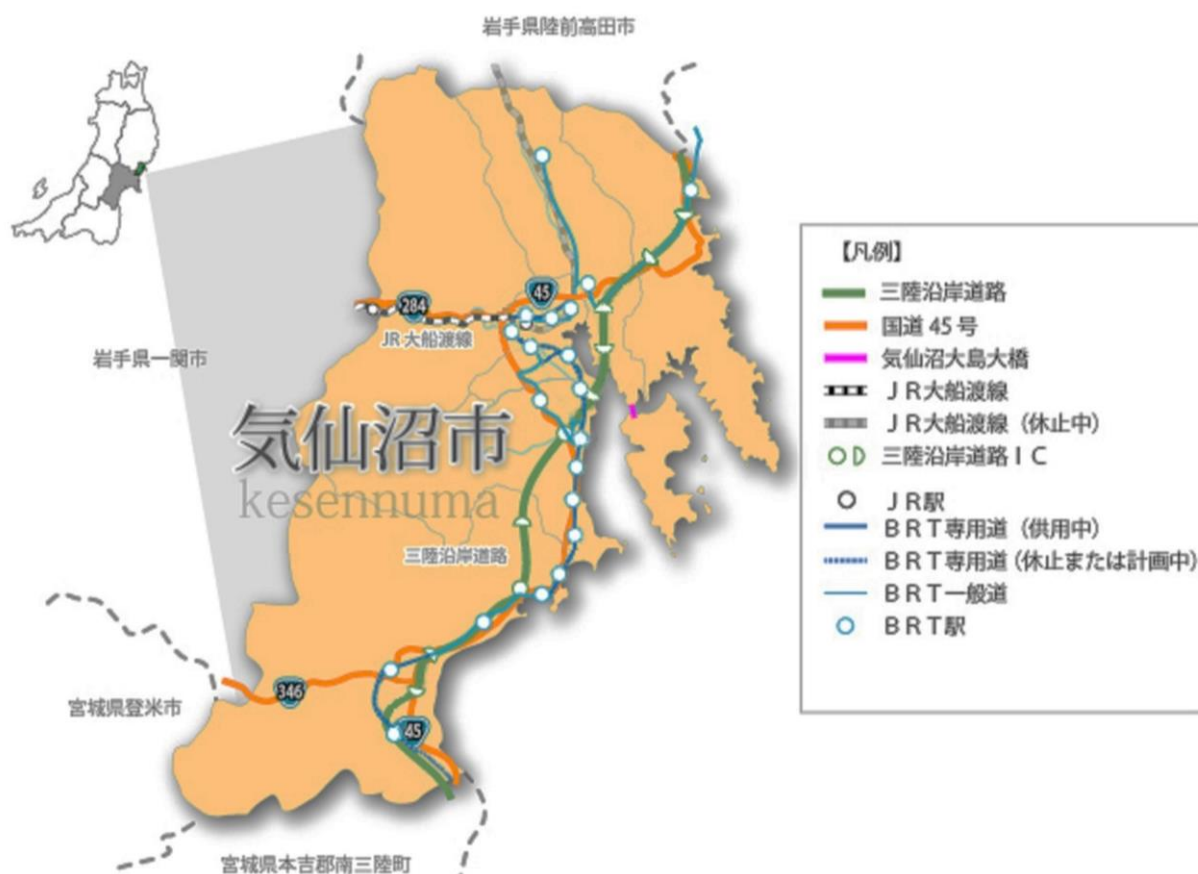 岩手県陸前高田市
45
284
JR大船渡線
岩手県一関市
気仙沼市
kesennuma
三陸沿岸道路
346
宮城県登米市
45
宮城県本吉郡南三陸町
【凡例】
三陸沿岸道路
国道45号
気仙沼大島大橋
JR大船渡線
JR大船渡線（休止中）
三陸沿岸道路IC
JR駅
BRT専用道（供用中）
BRT専用道（休止または計画中）
BRT一般道
BRT駅